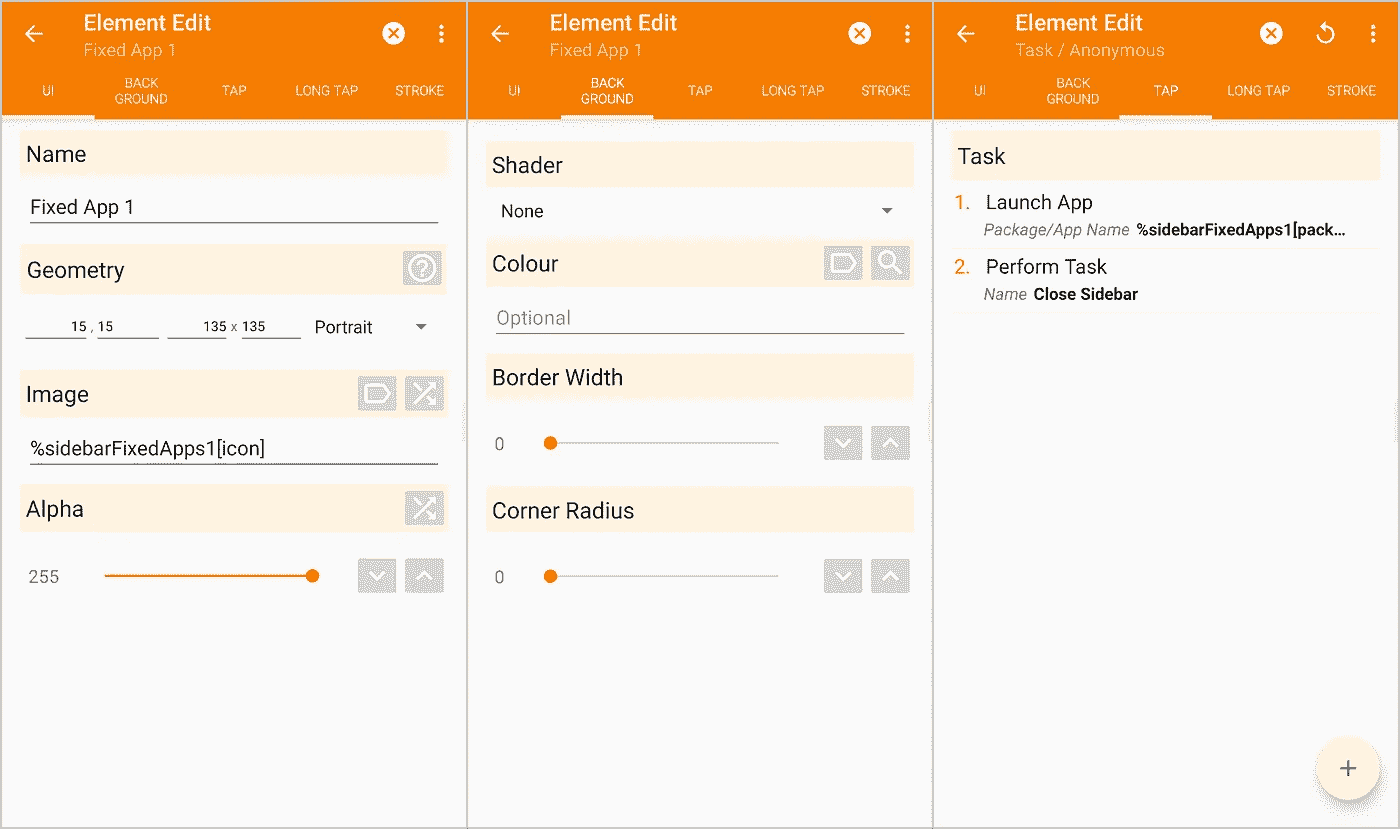 Element Edit
Fixed App 1
UI
BACK
GROUND
TAP
LONG TAP
STROKE
Name
Fixed App 1
Geometry
15 , 15
135 x 135
Portrait
Image
%sidebarFixedApps1[icon]
Alpha
255
Element Edit
Fixed App 1
UI
BACK
GROUND
TAP
LONG TAP
STROKE
Shader
None
Colour
Optional
Border Width
0
Corner Radius
0
Element Edit
Task / Anonymous
UI
BACK
GROUND
TAP
LONG TAP
STROKE
Task
1. Launch App
Package/App Name %sidebarFixedApps1[pack...
2. Perform Task
Name Close Sidebar